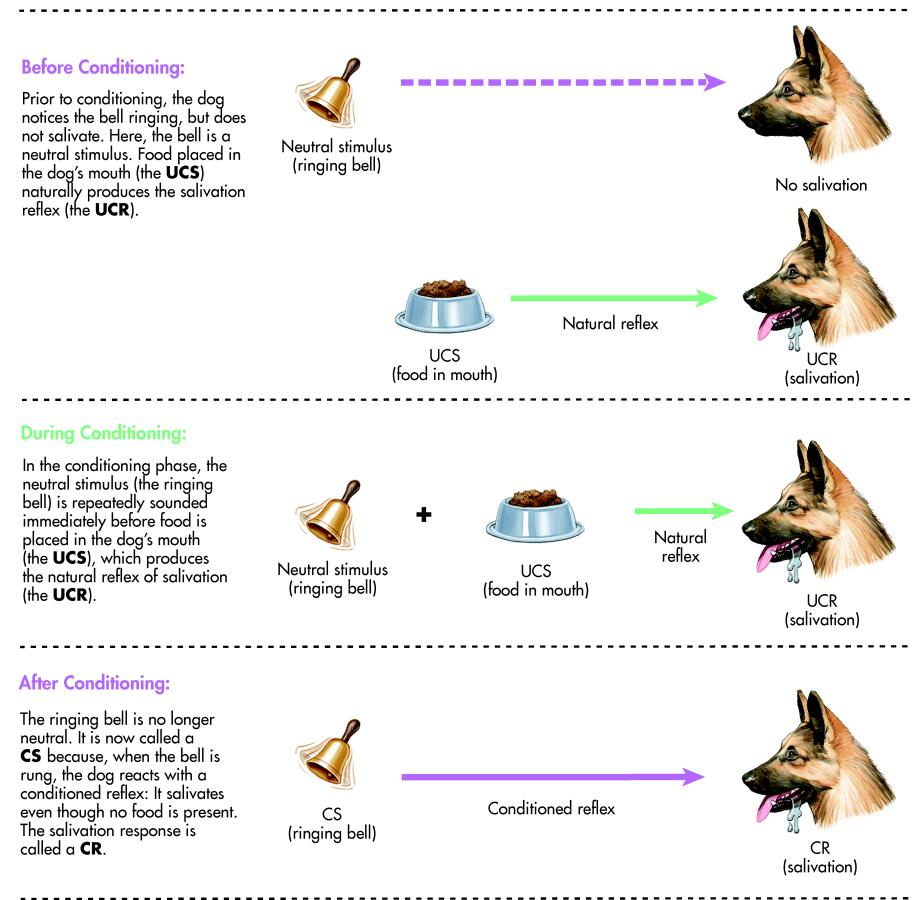 Before Conditioning:
Prior to conditioning, the dog
notices the bell ringing, but does
not salivate. Here, the bell is a
neutral stimulus. Food placed in
the dog's mouth (the UCS)
naturally produces the salivation
reflex (the UCR).
Neutral stimulus
(ringing bell)
No salivation
UCS
(food in mouth)
Natural reflex
UCR
(salivation)
During Conditioning:
In the conditioning phase, the
neutral stimulus (the ringing
bell) is repeatedly sounded
immediately before food is
placed in the dog's mouth
(the UCS), which produces
the natural reflex of salivation
(the UCR).
Neutral stimulus
(ringing bell)
+
UCS
(food in mouth)
Natural
reflex
UCR
(salivation)
After Conditioning:
The ringing bell is no longer
neutral. It is now called a
CS because, when the bell is
rung, the dog reacts with a
conditioned reflex: It salivates
even though no food is present.
The salivation response is
called a CR.
CS
(ringing bell)
Conditioned reflex
CR
(salivation)